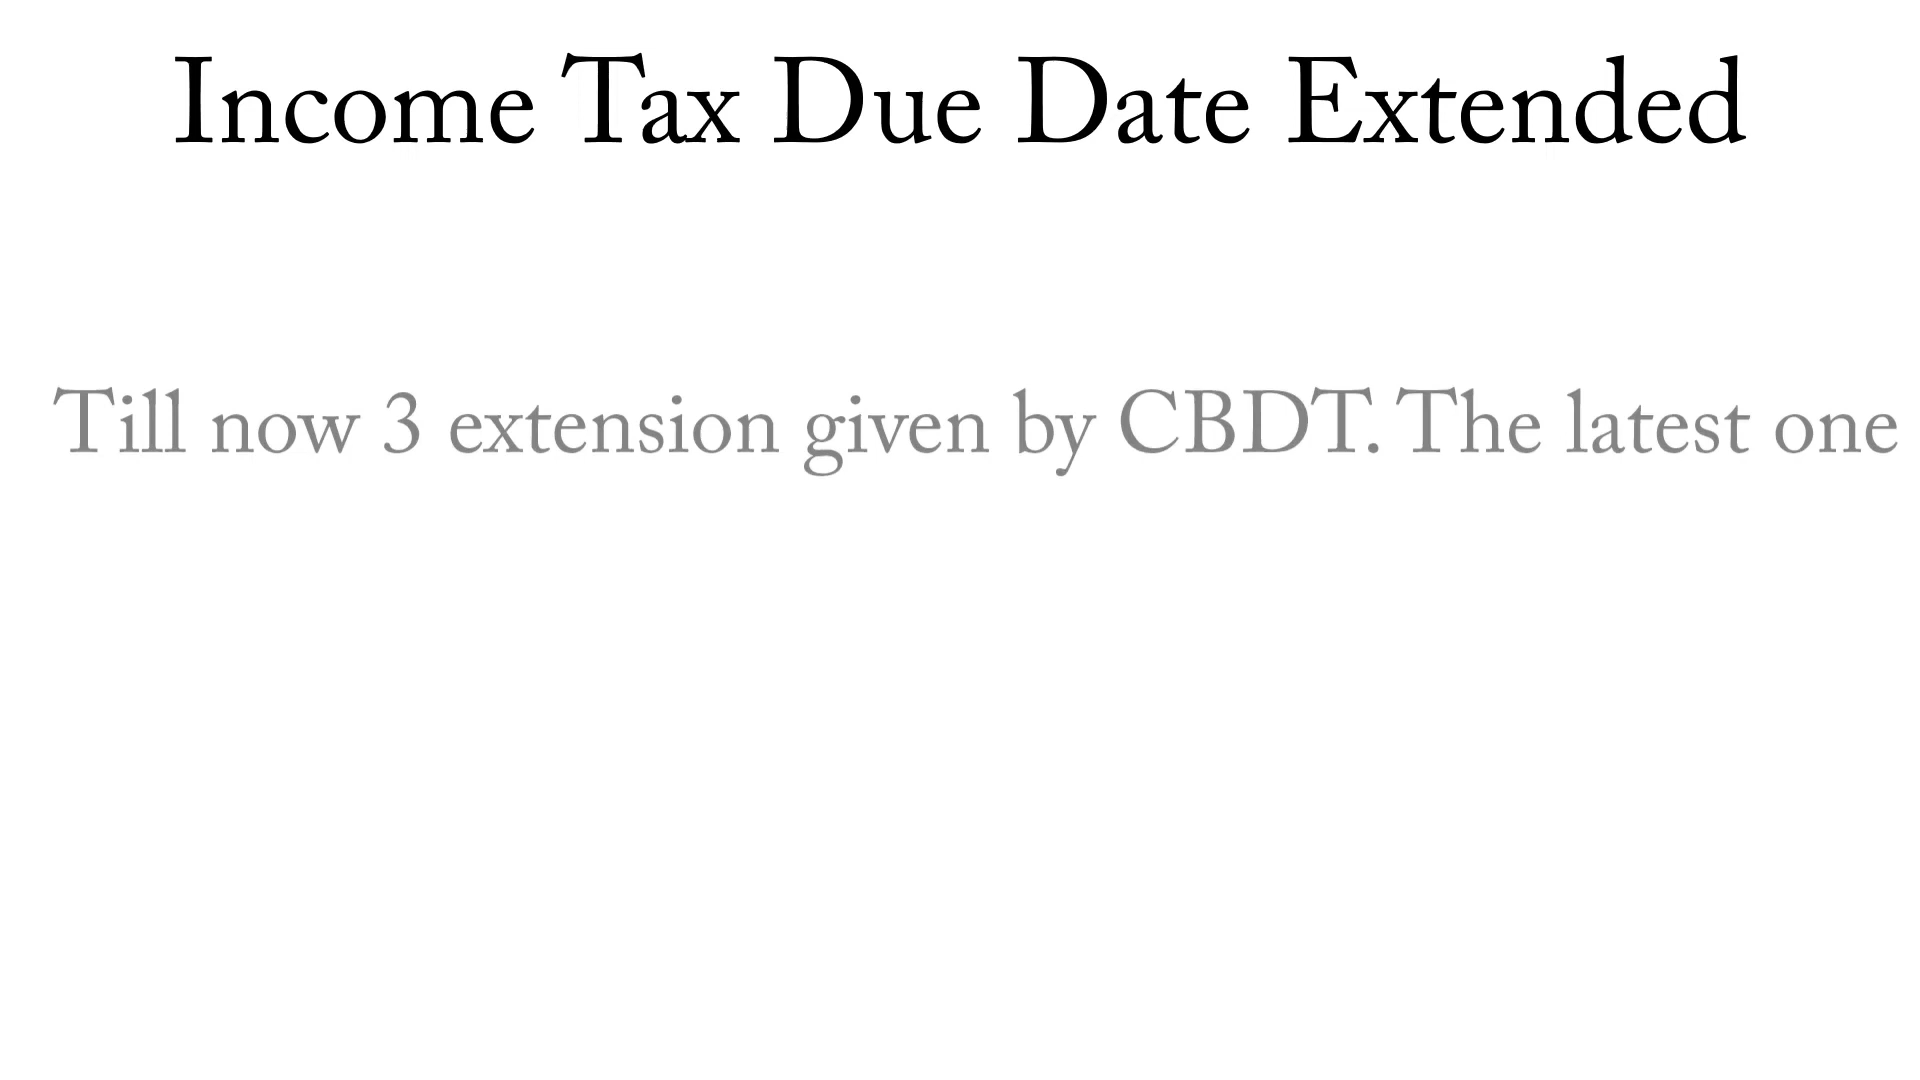 Income Tax Due Date Extended
Till now 3 extension given by CBDT. The latest one